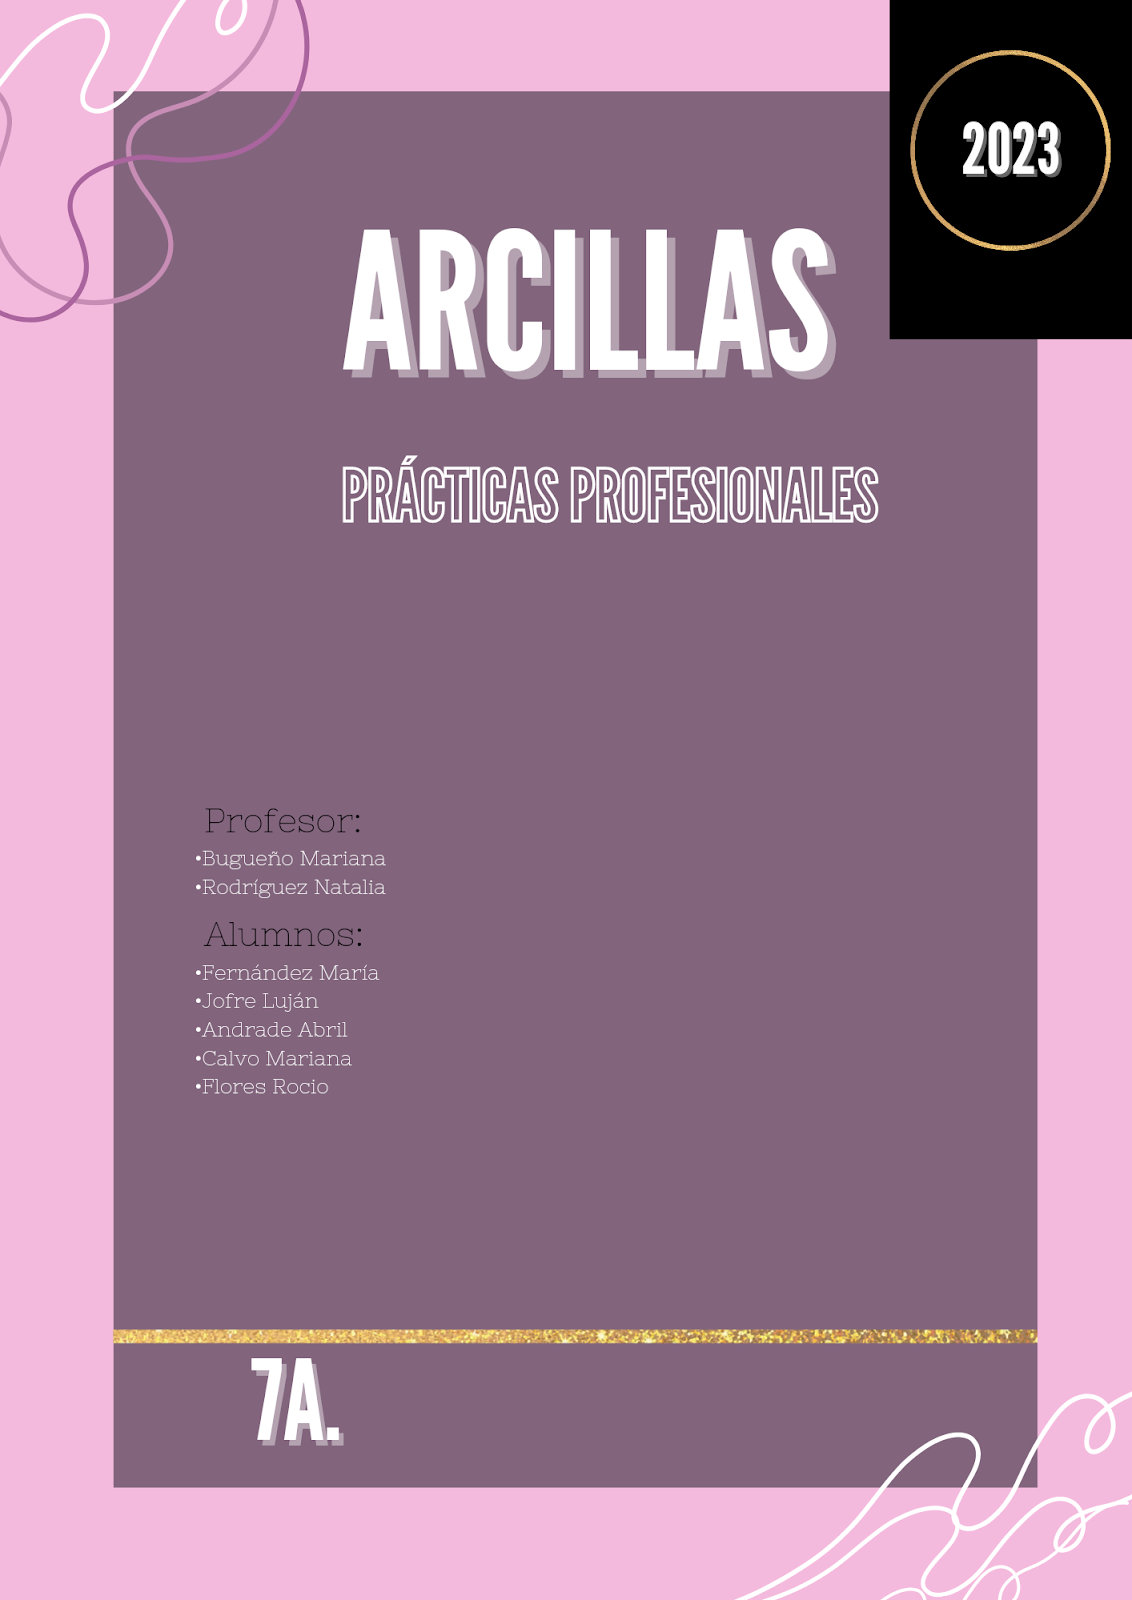 2023
ARCILLAS
PRÁCTICAS PROFESIONALES
Profesor:
•Bugueño Mariana
•Rodríguez Natalia
Alumnos:
•Fernández María
•Jofre Luján
•Andrade Abril
•Calvo Mariana
•Flores Rocio
7A.